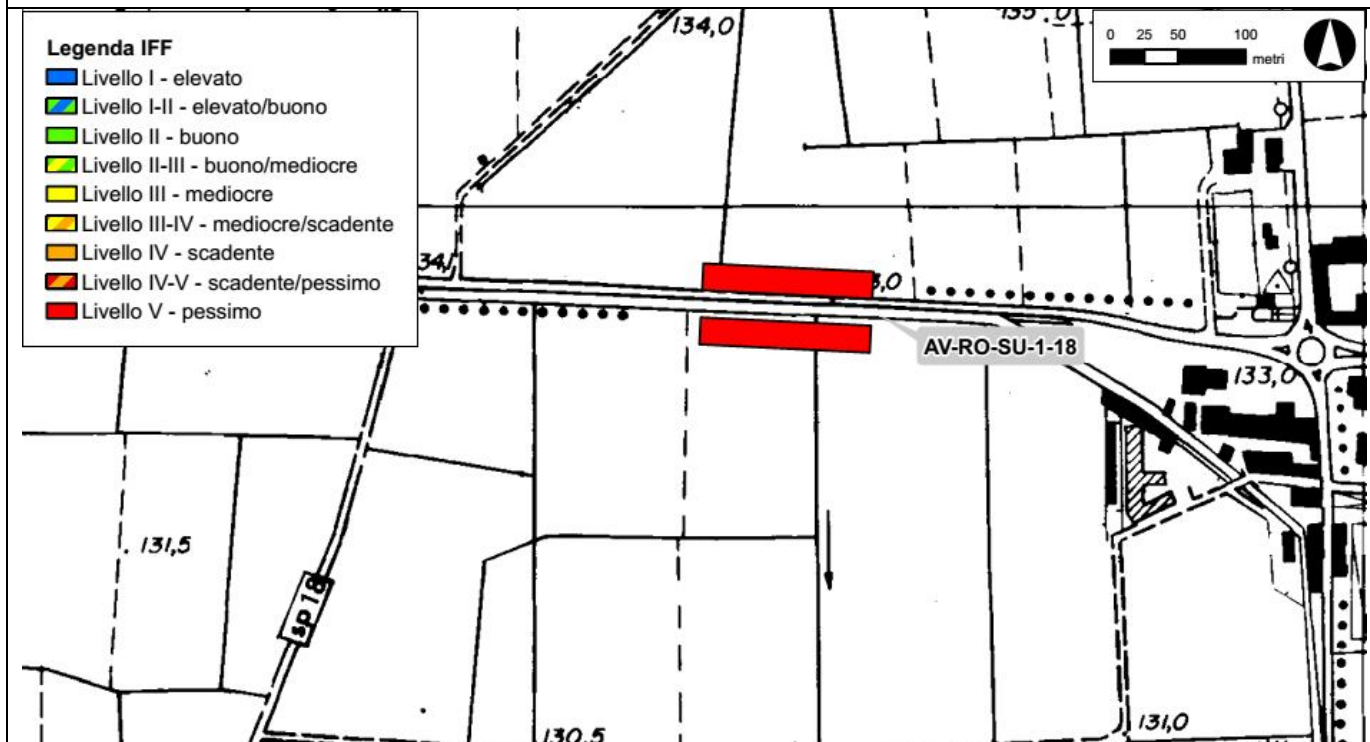 Legenda IFF
Livello I - elevato
Livello I-II - elevato/buono
Livello II - buono
Livello II-III - buono/mediocre
Livello III - mediocre
Livello III-IV - mediocre/scadente
Livello IV - scadente
Livello IV-V - scadente/pessimo
Livello V - pessimo
134,0
0 25 50 100
metri
AV-RO-SU-1-18
133,0
131,5
sp 18
130,5
131,0